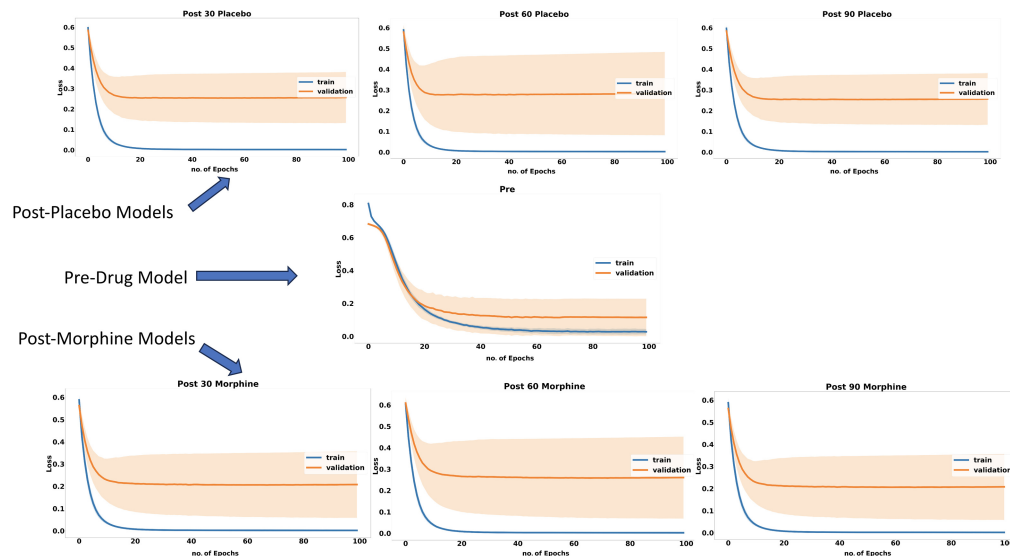 Post 30 Placebo
0.6
0.5
0.4
0.3
0.2
0.1
0.0
Loss
train
validation
0
20
40
60
80
100
no. of Epochs
Post 60 Placebo
0.6
0.5
0.4
0.3
0.2
0.1
0.0
Loss
train
validation
0
20
40
60
80
100
no. of Epochs
Post 90 Placebo
0.6
0.5
0.4
0.3
0.2
0.1
0.0
Loss
train
validation
0
20
40
60
80
100
no. of Epochs
Post-Placebo Models
Pre-Drug Model
Post-Morphine Models
Pre
0.8
0.6
0.4
0.2
0.0
Loss
train
validation
0
20
40
60
80
100
no. of Epochs
Post 30 Morphine
0.6
0.5
0.4
0.3
0.2
0.1
0.0
Loss
train
validation
0
20
40
60
80
100
no. of Epochs
Post 60 Morphine
0.6
0.5
0.4
0.3
0.2
0.1
0.0
Loss
train
validation
0
20
40
60
80
100
no. of Epochs
Post 90 Morphine
0.6
0.5
0.4
0.3
0.2
0.1
0.0
Loss
train
validation
0
20
40
60
80
100
no. of Epochs